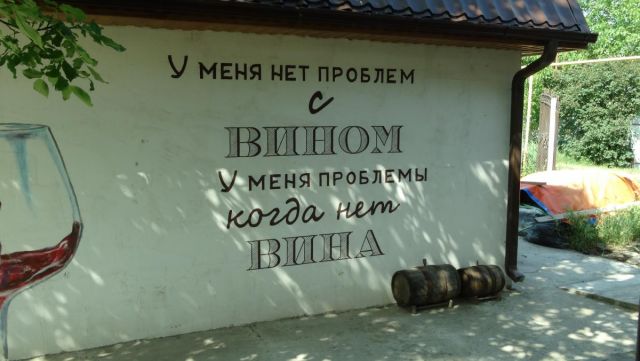 У МЕНЯ НЕТ ПРОБЛЕМ
с
ВИНОМ
У МЕНЯ ПРОБЛЕМЫ
когда нет
ВИНА